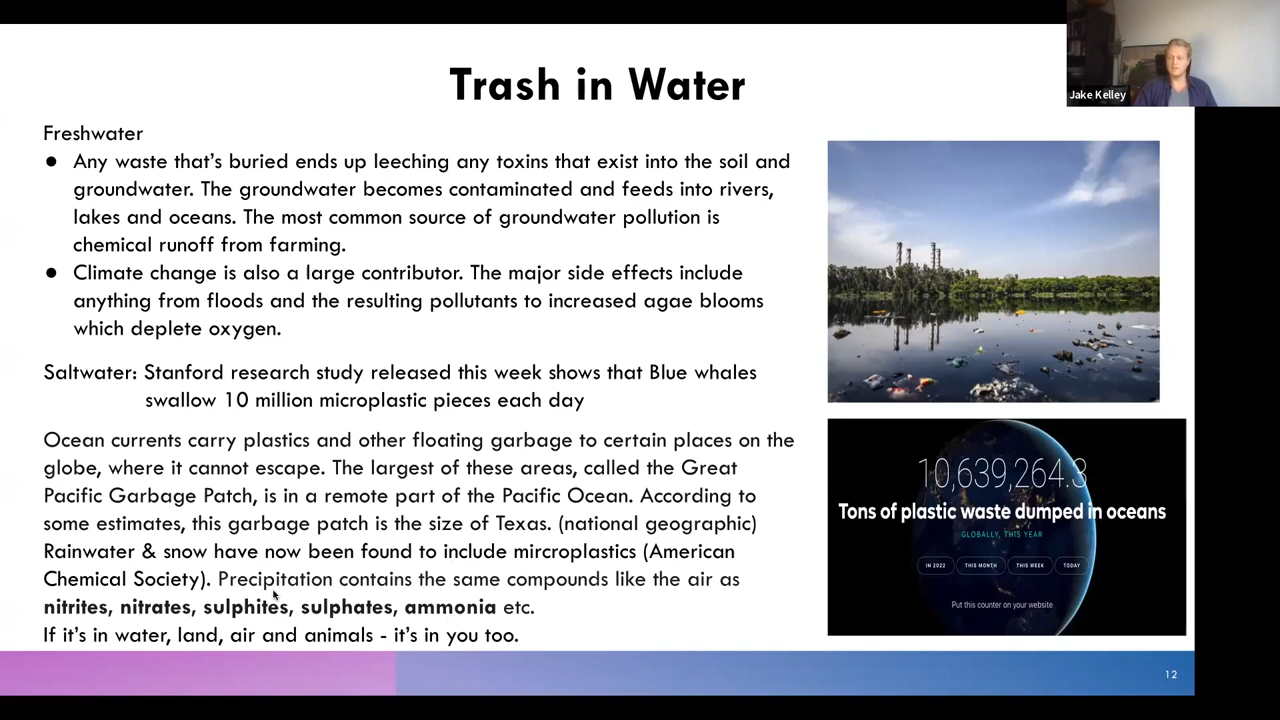 Trash in Water
Jake Kelley
Freshwater
● Any waste that's buried ends up leeching any toxins that exist into the soil and
groundwater. The groundwater becomes contaminated and feeds into rivers,
lakes and oceans. The most common source of groundwater pollution is
chemical runoff from farming.
● Climate change is also a large contributor. The major side effects include
anything from floods and the resulting pollutants to increased agae blooms
which deplete oxygen.
Saltwater: Stanford research study released this week shows that Blue whales
swallow 10 million microplastic pieces each day
Ocean currents carry plastics and other floating garbage to certain places on the
globe, where it cannot escape. The largest of these areas, called the Great
Pacific Garbage Patch, is in a remote part of the Pacific Ocean. According to
some estimates, this garbage patch is the size of Texas. (national geographic)
Rainwater & snow have now been found to include mircroplastics (American
Chemical Society). Precipitation contains the same compounds like the air as
nitrites, nitrates, sulphites, sulphates, ammonia etc.
If it's in water, land, air and animals - it's in you too.
10,639,264.3
Tons of plastic waste dumped in oceans
GLOBALLY, THIS YEAR
IN 2022 THIS MONTH THIS WEEK TODAY
Put this counter on your website
12